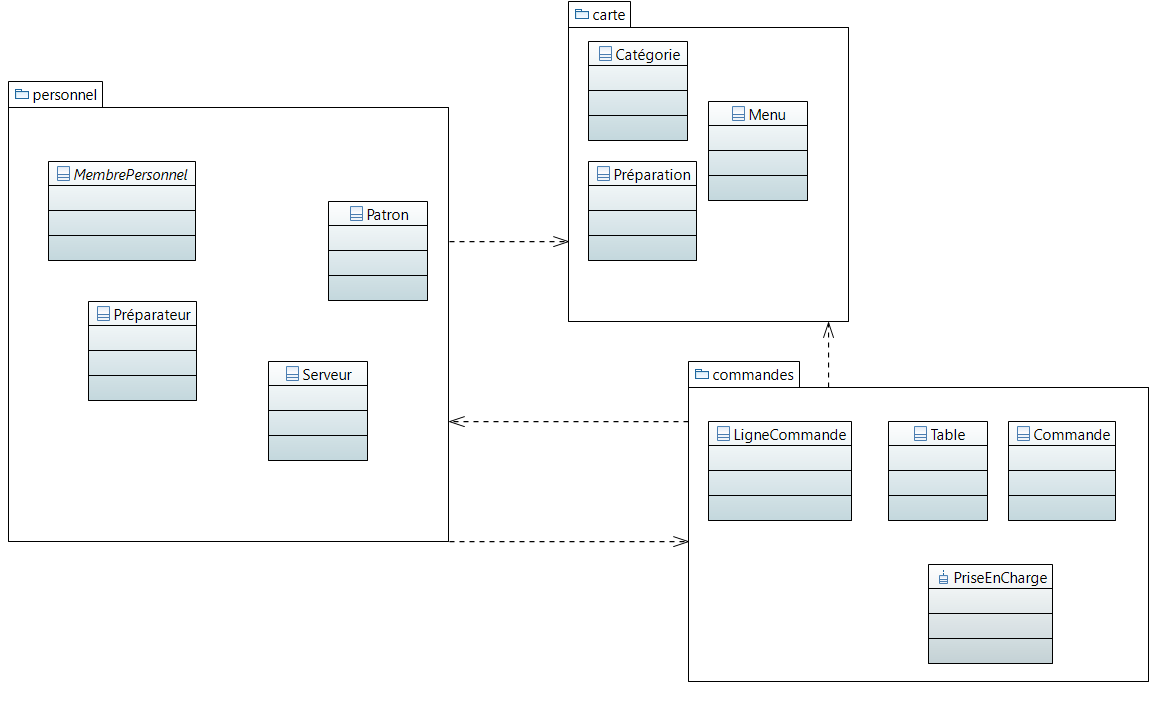 carte
Catégorie
Menu
Préparation
personnel
MembrePersonnel
Patron
Préparateur
Serveur
commandes
LigneCommande
Table
Commande
PriseEnCharge